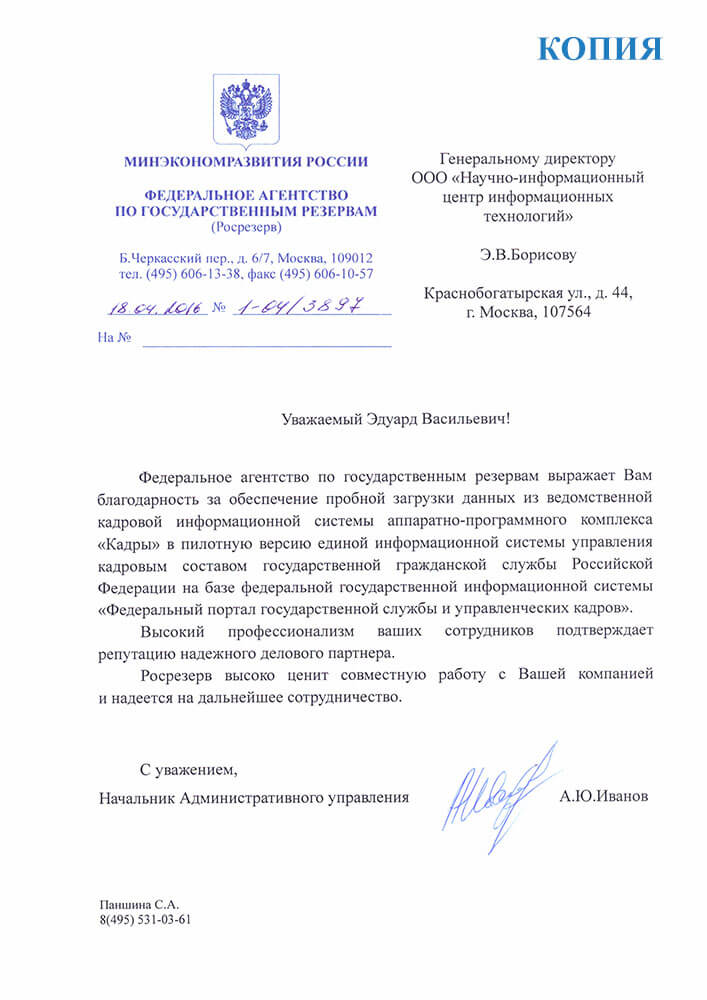 КОПИЯ
МИНЭКОНОМРАЗВИТИЯ РОССИИ
ФЕДЕРАЛЬНОЕ АГЕНТСТВО
ПО ГОСУДАРСТВЕННЫМ РЕЗЕРВАМ
(Росрезерв)
Б.Черкасский пер., д. 6/7, Москва, 109012
тел. (495) 606-13-38, факс (495) 606-10-57
18.04.2016 № 1-04/3897
На №
Генеральному директору
ООО «Научно-информационный
центр информационных
технологий»
Э.В.Борисову
Краснобогатырская ул., д. 44,
г. Москва, 107564
Уважаемый Эдуард Васильевич!
Федеральное агентство по государственным резервам выражает Вам
благодарность за обеспечение пробной загрузки данных из ведомственной
кадровой информационной системы аппаратно-программного комплекса
«Кадры» в пилотную версию единой информационной системы управления
кадровым составом государственной гражданской службы Российской
Федерации на базе федеральной государственной информационной системы
«Федеральный портал государственной службы и управленческих кадров».
Высокий профессионализм ваших сотрудников подтверждает
репутацию надежного делового партнера.
Росрезерв высоко ценит совместную работу с Вашей компанией
и надеется на дальнейшее сотрудничество.
С уважением,
Начальник Административного управления
А.Ю.Иванов
Паншина С.А.
8(495) 531-03-61